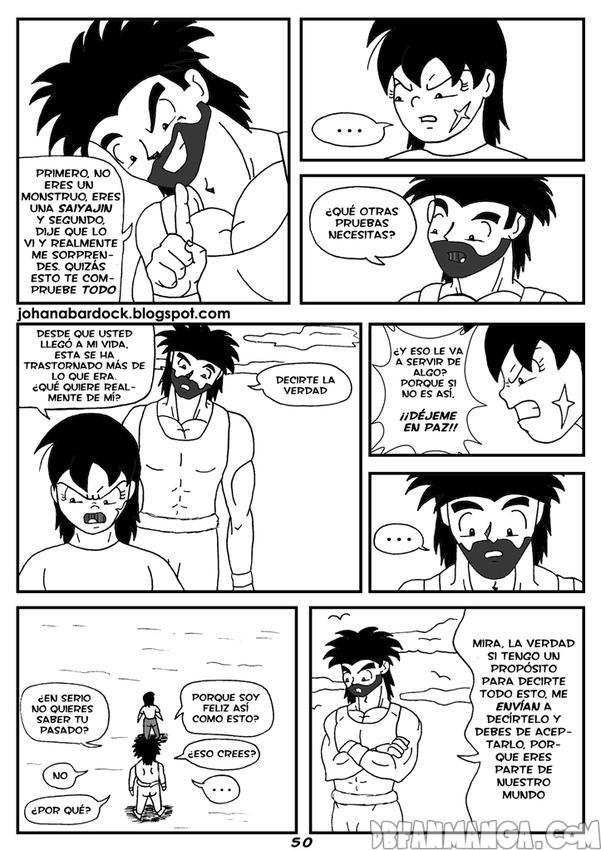 PRIMERO, NO
ERES UN
MONSTRUO, ERES
UNA SAIYAJIN
Y SEGUNDO,
DIJE QUE LO
VI Y REALMENTE
ME SORPREN-
DES. QUIZÁS
ESTO TE COM-
PRUEBE TODO
...
¿QUÉ OTRAS
PRUEBAS
NECESITAS?
johanabardock.blogspot.com
DESDE QUE USTED
LLEGÓ A MI VIDA,
ESTA SE HA
TRASTORNADO MÁS DE
LO QUE ERA.
¿QUÉ QUIERE REAL-
MENTE DE MÍ?
DECIRTE LA
VERDAD
¿Y ESO LE VA
A SERVIR DE
ALGO?
PORQUE SI
NO ES ASÍ,
¡¡DÉJEME
EN PAZ!!
...
¿EN SERIO
NO QUIERES
SABER TU
PASADO?
PORQUE SOY
FELIZ ASÍ
COMO ESTO?
NO
¿ESO CREES?
¿POR QUÉ?
...
MIRA, LA VERDAD
SI TENGO UN
PROPÓSITO
PARA DECIRTE
TODO ESTO, ME
ENVÍAN A
DECÍRTELO Y
DEBES DE ACEP-
TARLO, POR-
QUE ERES
PARTE DE
NUESTRO
MUNDO
50
DBFANMANGA.COM